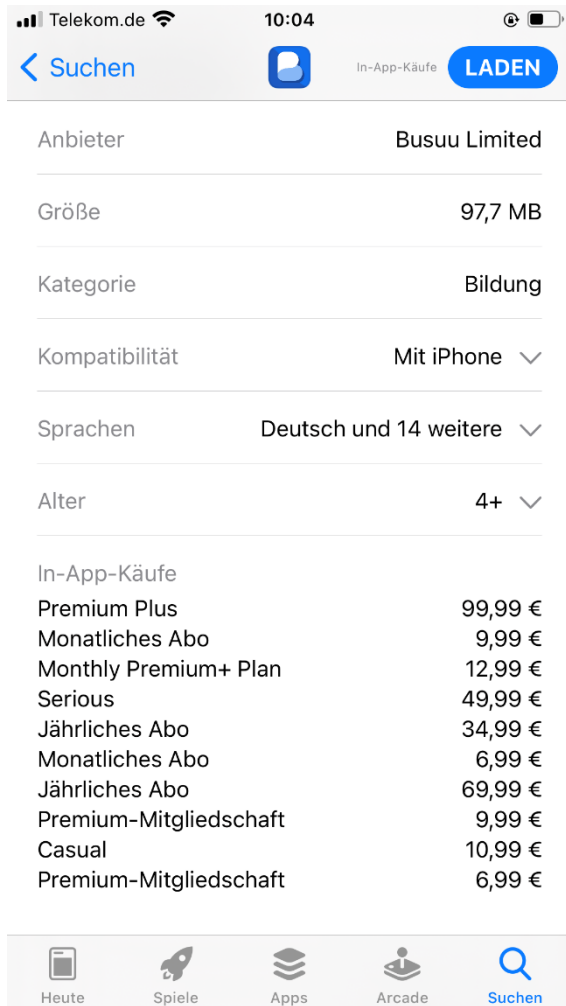 Telekom.de 10:04
Suchen In-App-Käufe LADEN
Anbieter Busuu Limited
Größe 97,7 MB
Kategorie Bildung
Kompatibilität Mit iPhone
Sprachen Deutsch und 14 weitere
Alter 4+
In-App-Käufe
Premium Plus 99,99 €
Monatliches Abo 9,99 €
Monthly Premium+ Plan 12,99 €
Serious 49,99 €
Jährliches Abo 34,99 €
Monatliches Abo 6,99 €
Jährliches Abo 69,99 €
Premium-Mitgliedschaft 9,99 €
Casual 10,99 €
Premium-Mitgliedschaft 6,99 €
Heute Spiele Apps Arcade Suchen